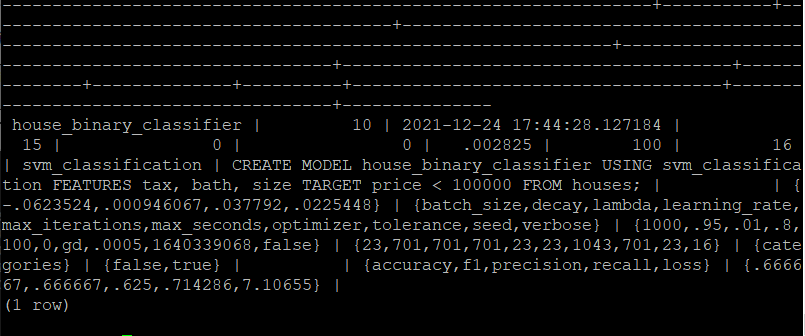 ----------------------------------------------------------------+-----------+---
--------------------------------------+-----------------------------------------
------------------------------------------------------------+------------------
--------------------------------+--------------------------------------+------
--------+--------------+----------+------------------------------------+-------
--------------------------------+---------------
house_binary_classifier | 10 | 2021-12-24 17:44:28.127184 |
15 | 0 | 0 | .002825 | 100 | 16
| svm_classification | CREATE MODEL house_binary_classifier USING svm_classifica
tion FEATURES tax, bath, size TARGET price < 100000 FROM houses; | | {
-.0623524,.000946067,.037792,.0225448} | {batch_size,decay,lambda,learning_rate,
max_iterations,max_seconds,optimizer,tolerance,seed,verbose} | {1000,.95,.01,.8,
100,0,gd,.0005,1640339068,false} | {23,701,701,701,23,23,1043,701,23,16} | {cate
gories} | {false,true} | | {accuracy,f1,precision,recall,loss} | {.6666
67,.666667,.625,.714286,7.10655} |
(1 row)